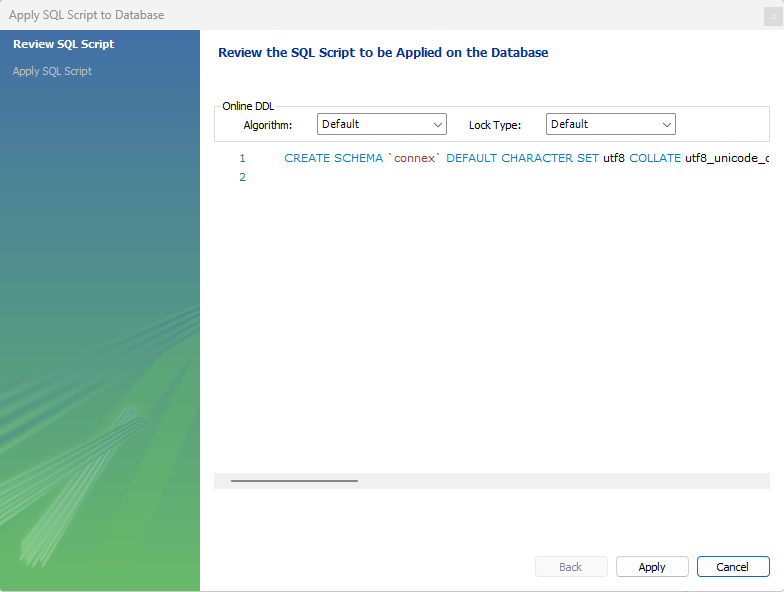 Apply SQL Script to Database
Review SQL Script
Apply SQL Script
Review the SQL Script to be Applied on the Database
Online DDL
Algorithm: Default Lock Type: Default
1 CREATE SCHEMA `connex` DEFAULT CHARACTER SET utf8 COLLATE utf8_unicode_c
2
Back Apply Cancel